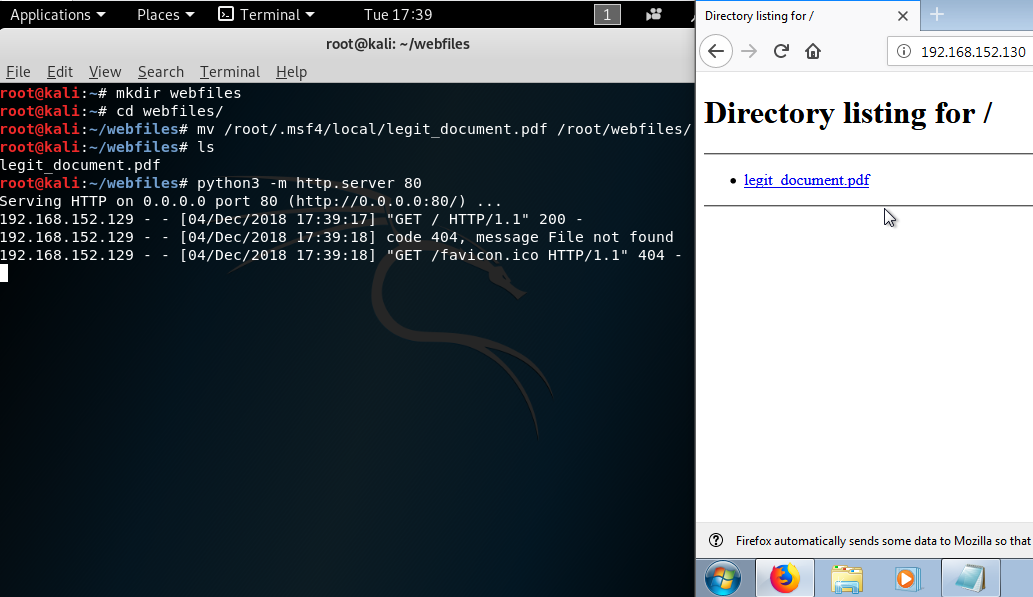 Applications Places Terminal Tue 17:39 1
root@kali: ~/webfiles
File Edit View Search Terminal Help
root@kali:~# mkdir webfiles
root@kali:~# cd webfiles/
root@kali:~/webfiles# mv /root/.msf4/local/legit_document.pdf /root/webfiles/
root@kali:~/webfiles# ls
legit_document.pdf
root@kali:~/webfiles# python3 -m http.server 80
Serving HTTP on 0.0.0.0 port 80 (http://0.0.0.0:80/) ...
192.168.152.129 - - [04/Dec/2018 17:39:17] "GET / HTTP/1.1" 200 -
192.168.152.129 - - [04/Dec/2018 17:39:18] code 404, message File not found
192.168.152.129 - - [04/Dec/2018 17:39:18] "GET /favicon.ico HTTP/1.1" 404 -
Directory listing for /
192.168.152.130
Directory listing for /
• legit_document.pdf
Firefox automatically sends some data to Mozilla so that